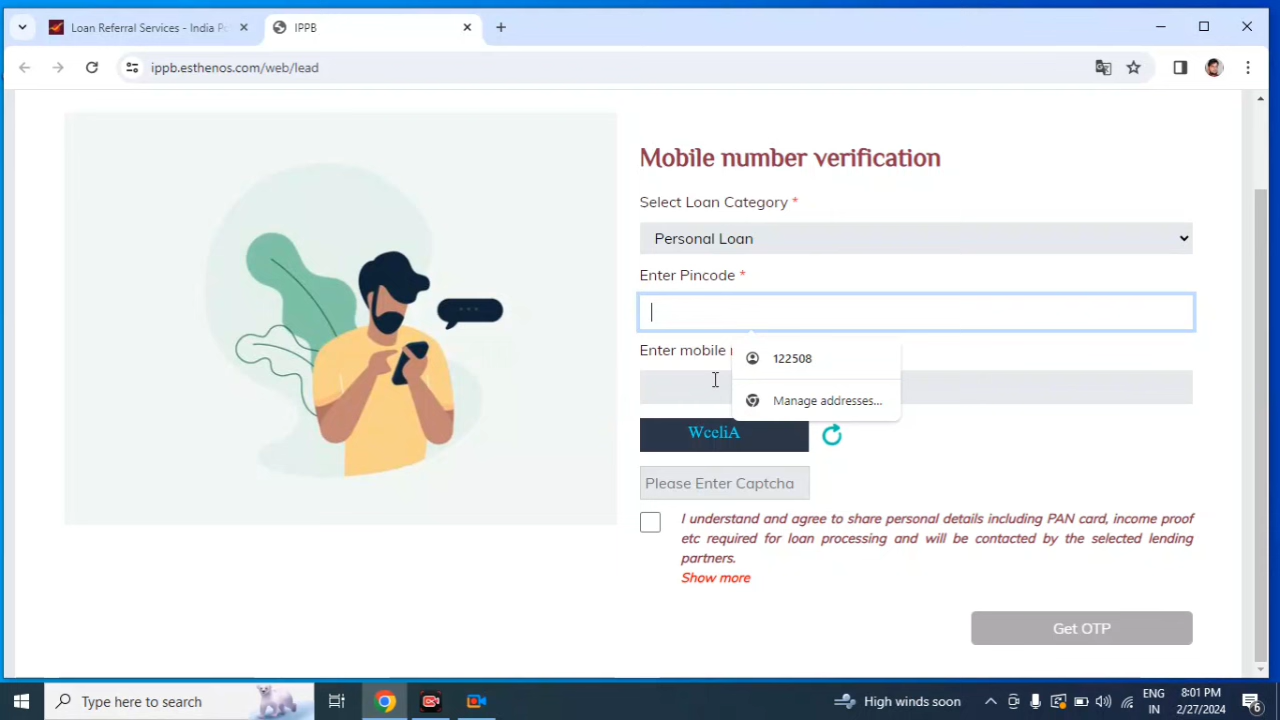 Loan Referral Services - India Po
IPPB
ippb.esthenos.com/web/lead
Mobile number verification
Select Loan Category *
Personal Loan
Enter Pincode *
Enter mobile
122508
Manage addresses...
WceliA
Please Enter Captcha
I understand and agree to share personal details including PAN card, income proof
etc required for loan processing and will be contacted by the selected lending
partners.
Show more
Get OTP
Type here to search
High winds soon
ENG
IN
8:01 PM
2/27/2024
6